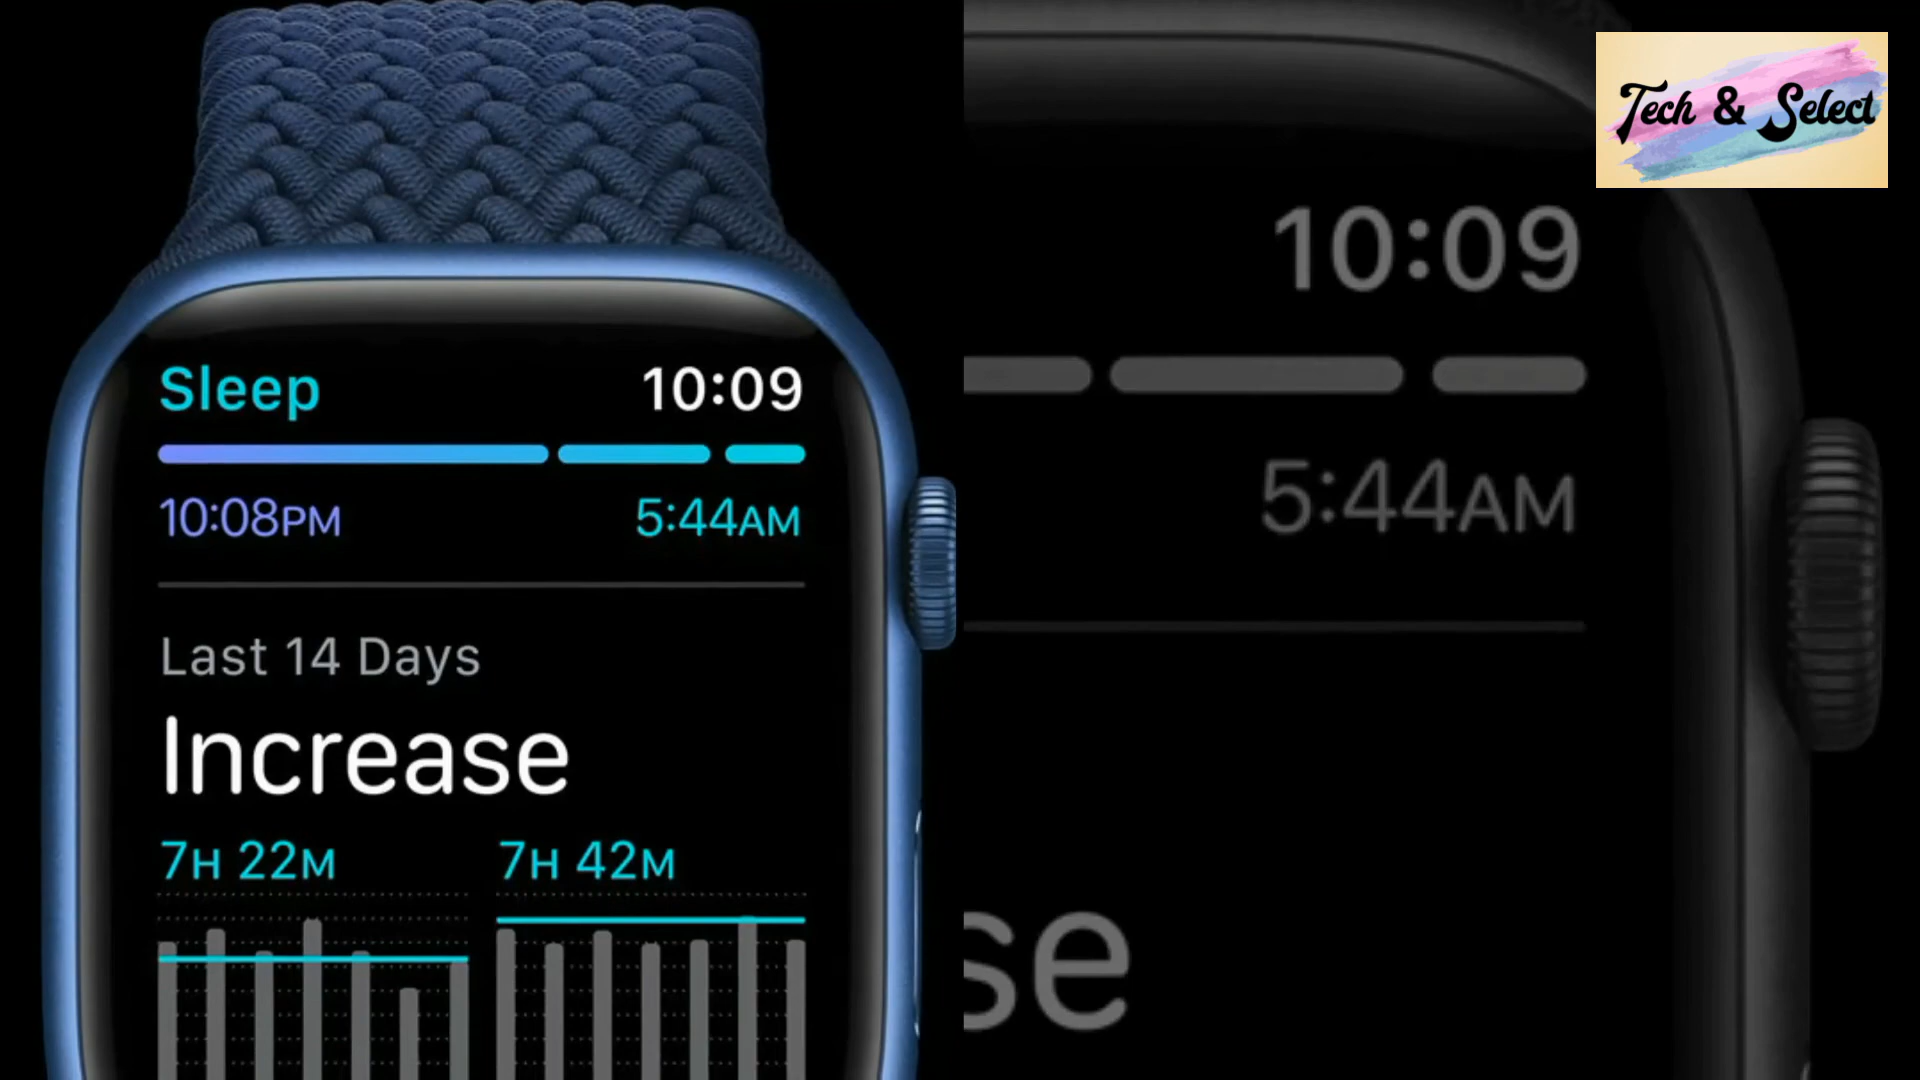 Tech & Select
Sleep 10:09
10:08PM 5:44AM
Last 14 Days
Increase
7H 22M 7H 42M
10:09
5:44AM
se